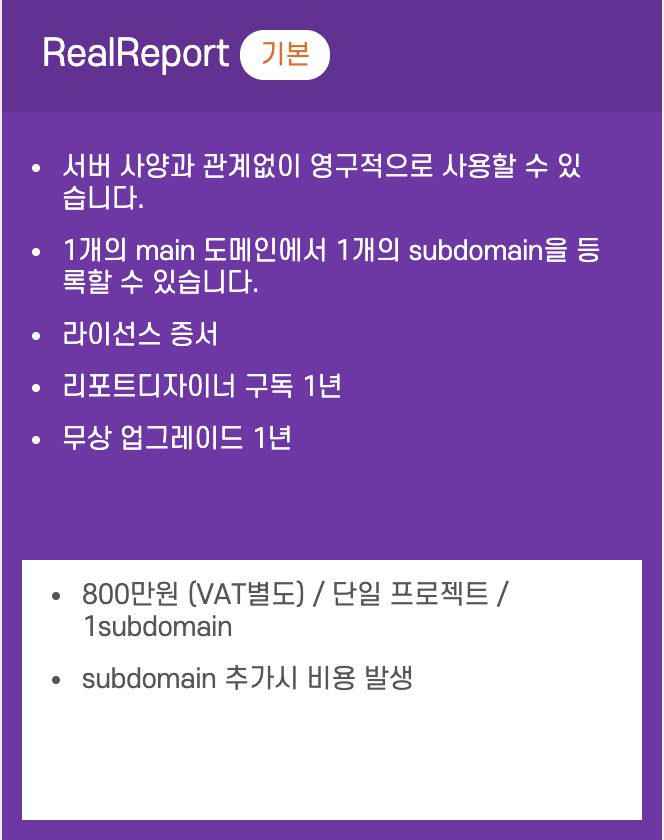 RealReport 기본
• 서버 사양과 관계없이 영구적으로 사용할 수 있
습니다.
• 1개의 main 도메인에서 1개의 subdomain을 등
록할 수 있습니다.
• 라이선스 증서
• 리포트디자이너 구독 1년
• 무상 업그레이드 1년
• 800만원 (VAT별도) / 단일 프로젝트 /
1subdomain
• subdomain 추가시 비용 발생